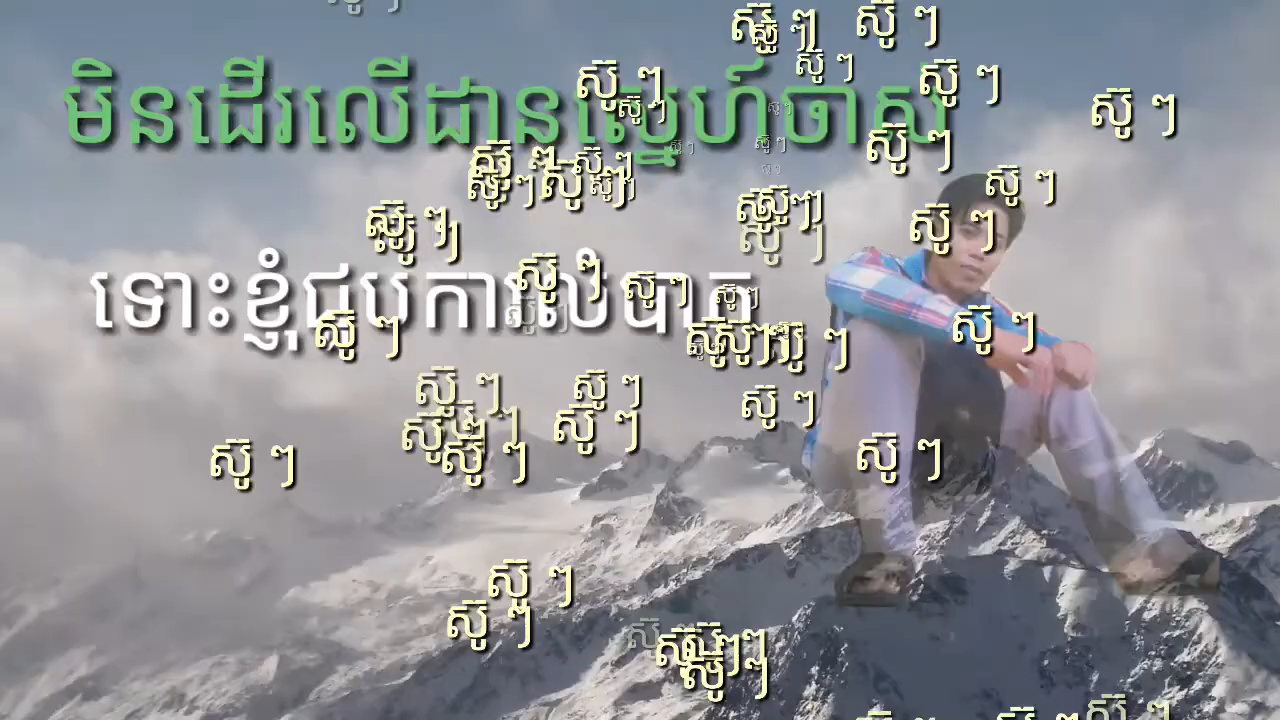 មិនដើរលើដានស្នេហ៍ចាស់
ទោះខ្ញុំជួបការលំបាក
ស៊ូ ៗ